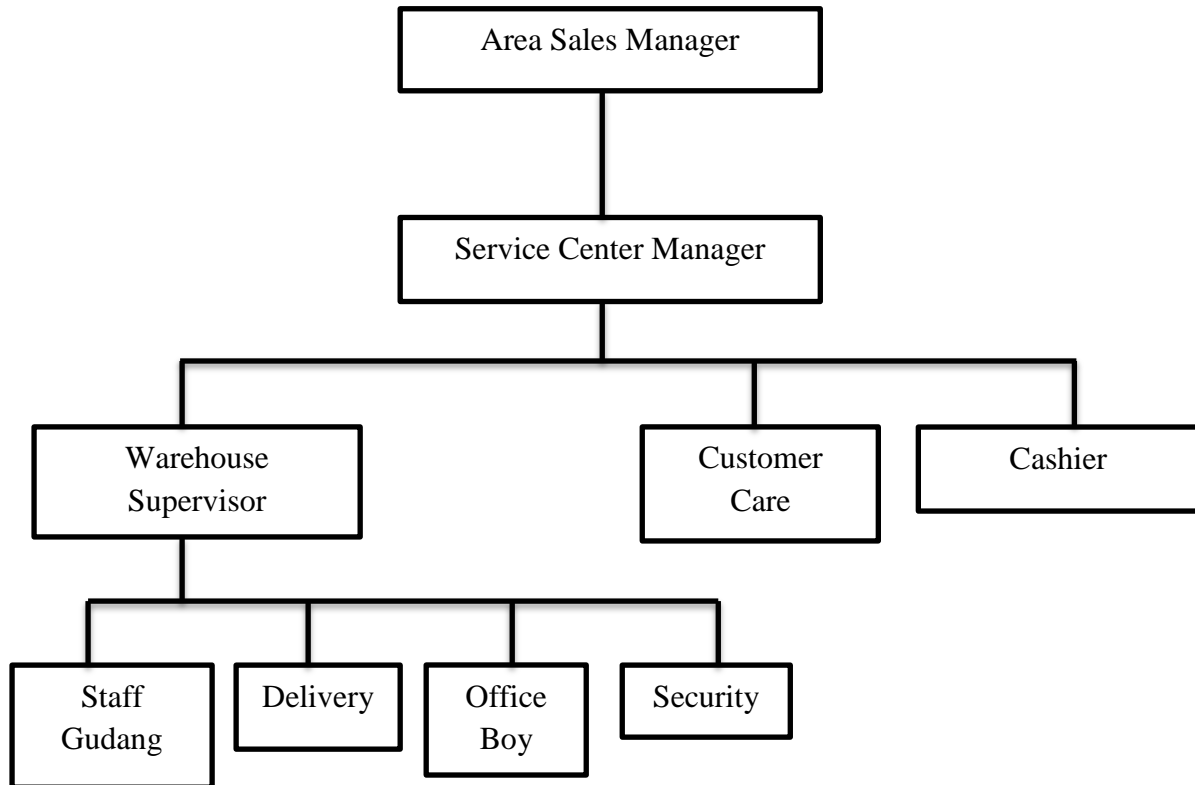 Area Sales Manager
Service Center Manager
Warehouse
Supervisor
Customer
Care
Cashier
Staff
Gudang
Delivery
Office
Boy
Security